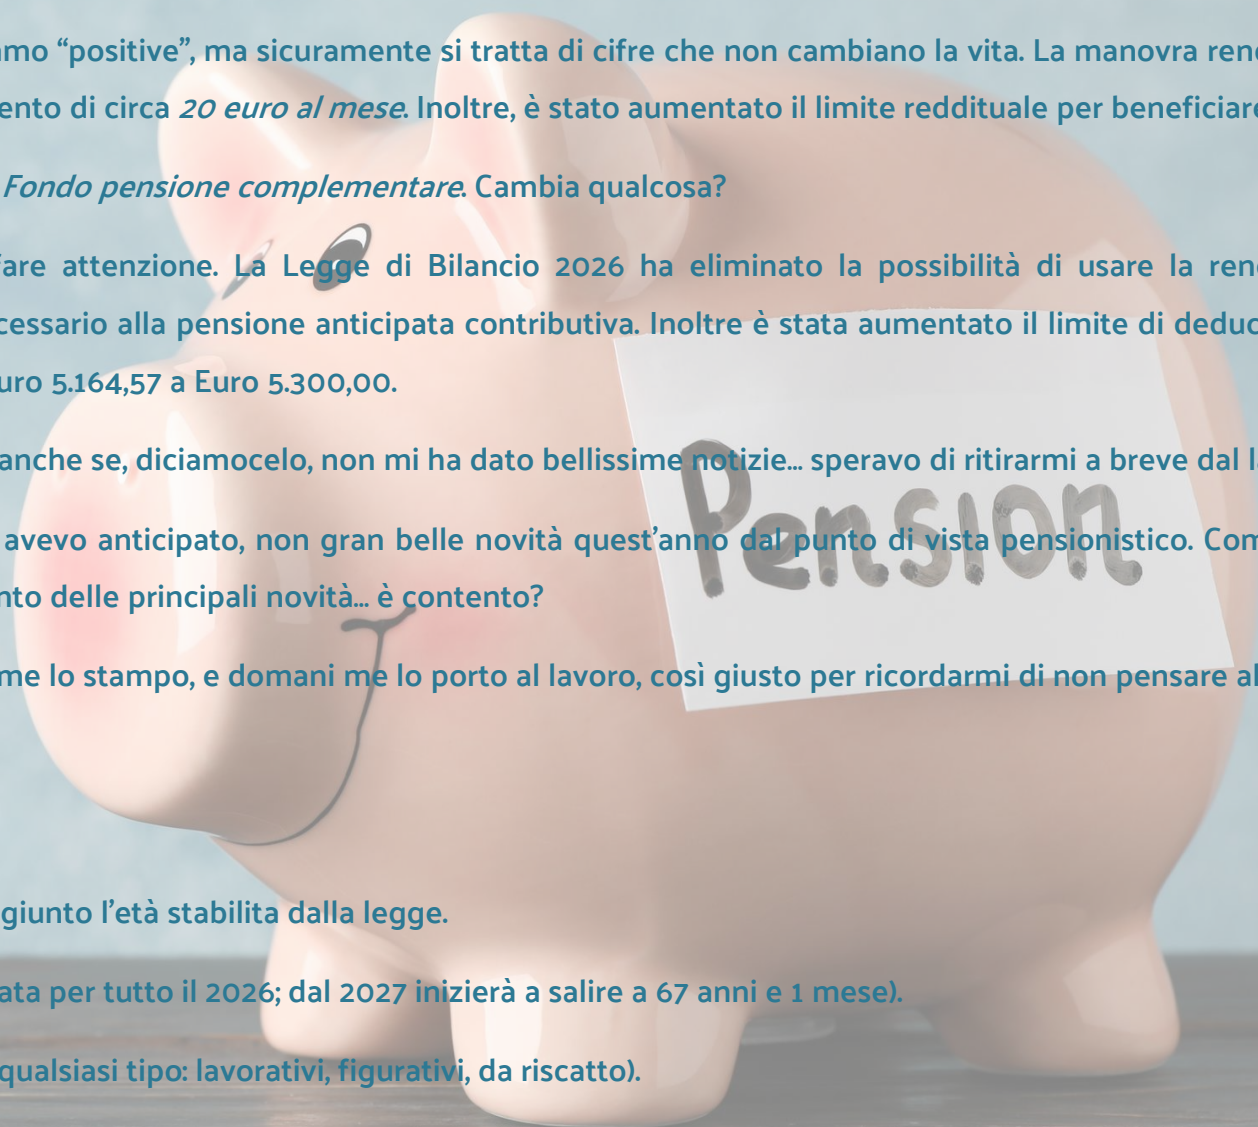 amo “positive”, ma sicuramente si tratta di cifre che non cambiano la vita. La manovra rend
ento di circa 20 euro al mese. Inoltre, è stato aumentato il limite reddituale per beneficiare
Fondo pensione complementare. Cambia qualcosa?
fare attenzione. La Legge di Bilancio 2026 ha eliminato la possibilità di usare la rend
cessario alla pensione anticipata contributiva. Inoltre è stata aumentato il limite di deduc
uro 5.164,57 a Euro 5.300,00.
anche se, diciamocelo, non mi ha dato bellissime notizie… speravo di ritirarmi a breve dal la
avevo anticipato, non gran belle novità quest’anno dal punto di vista pensionistico. Com
nto delle principali novità… è contento?
me lo stampo, e domani me lo porto al lavoro, così giusto per ricordarmi di non pensare al
Pension
giunto l’età stabilita dalla legge.
ata per tutto il 2026; dal 2027 inizierà a salire a 67 anni e 1 mese).
qualsiasi tipo: lavorativi, figurativi, da riscatto).